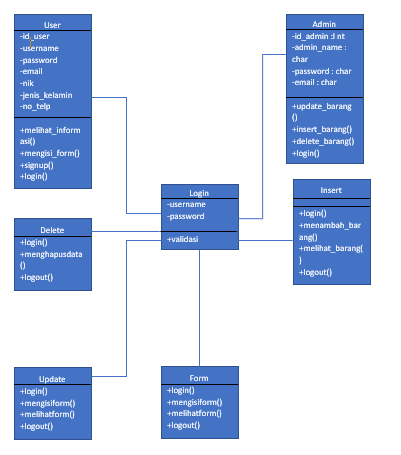 User
-id_user
-username
-password
-email
-nik
-jenis_kelamin
-no_telp
+melihat_inform
asi()
+mengisi_form()
+signup()
+login()
Admin
-id_admin :I nt
-admin_name :
char
-password : char
-email : char
+update_barang
()
+insert_barang()
+delete_barang()
+login()
Login
-username
-password
+validasi
Insert
+login()
+menambah_bar
ang()
+melihat_barang(
)
+logout()
Delete
+login()
+menghapusdata
()
+logout()
Update
+login()
+mengisiform()
+melihatform()
+logout()
Form
+login()
+mengisiform()
+melihatform()
+logout()